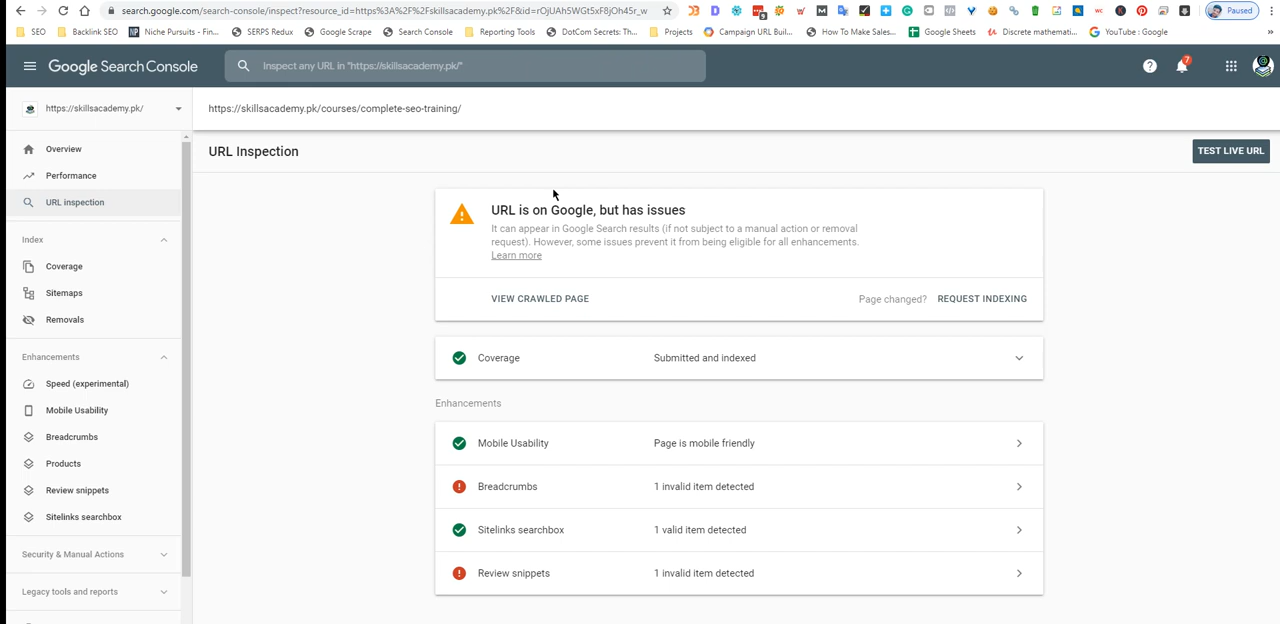 search.google.com/search-console/inspect?resource_id=https%3A%2F%2Fskillsacademy.pk%2F&id=rOjUAh5WGt5xF8jOh45r_w
Paused
SEO
Backlink SEO
Niche Pursuits - Fin...
SERPS Redux
Google Scrape
Search Console
Reporting Tools
DotCom Secrets: Th...
Projects
Campaign URL Buil...
How To Make Sales...
Google Sheets
Discrete mathemati...
YouTube : Google
Google Search Console
Inspect any URL in "https://skillsacademy.pk/"
7
https://skillsacademy.pk/
https://skillsacademy.pk/courses/complete-seo-training/
Overview
Performance
URL inspection
Index
Coverage
Sitemaps
Removals
Enhancements
Speed (experimental)
Mobile Usability
Breadcrumbs
Products
Review snippets
Sitelinks searchbox
Security & Manual Actions
Legacy tools and reports
URL Inspection
TEST LIVE URL
URL is on Google, but has issues
It can appear in Google Search results (if not subject to a manual action or removal
request). However, some issues prevent it from being eligible for all enhancements.
Learn more
VIEW CRAWLED PAGE
Page changed? REQUEST INDEXING
Coverage Submitted and indexed
Enhancements
Mobile Usability Page is mobile friendly
Breadcrumbs 1 invalid item detected
Sitelinks searchbox 1 valid item detected
Review snippets 1 invalid item detected